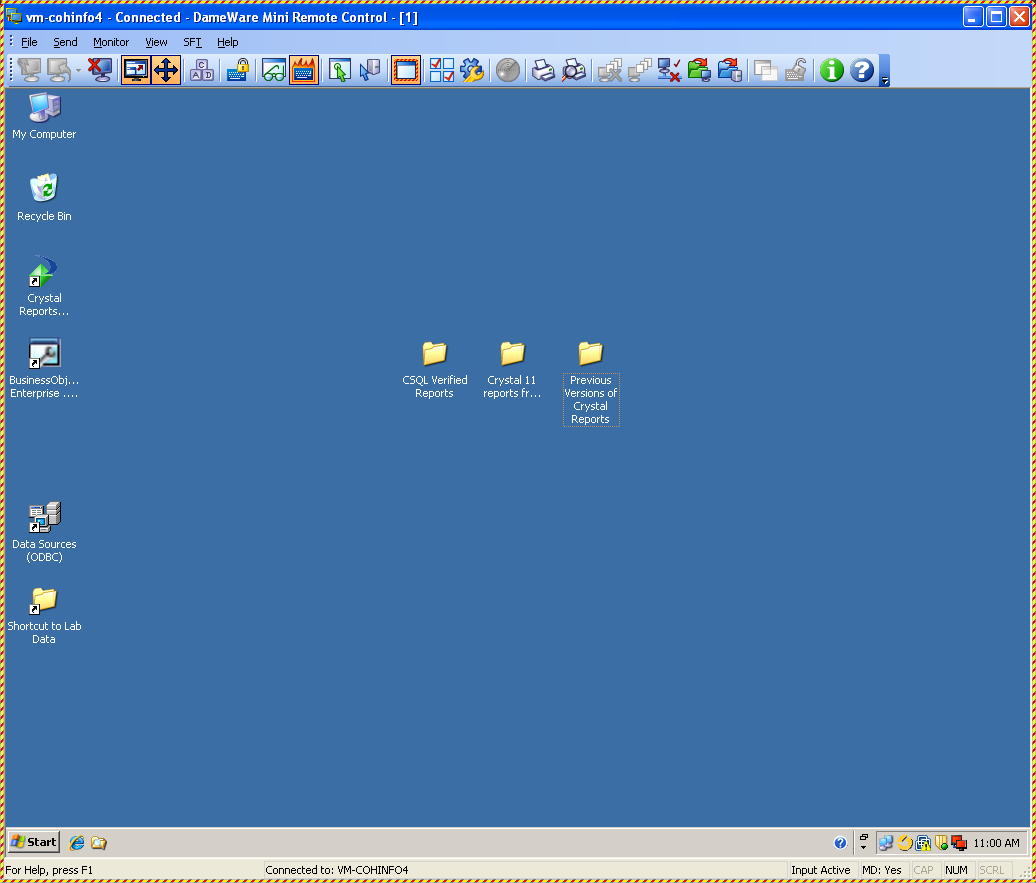 vm-cohinfo4 - Connected - DameWare Mini Remote Control - [1]
File Send Monitor View SFT Help
My Computer
Recycle Bin
Crystal
Reports...
BusinessObj...
Enterprise ....
CSQL Verified
Reports
Crystal 11
reports fr...
Previous
Versions of
Crystal
Reports
Data Sources
(ODBC)
Shortcut to Lab
Data
Start
11:00 AM
For Help, press F1
Connected to: VM-COHINFO4
Input Active
MD: Yes
CAP
NUM
SCRL